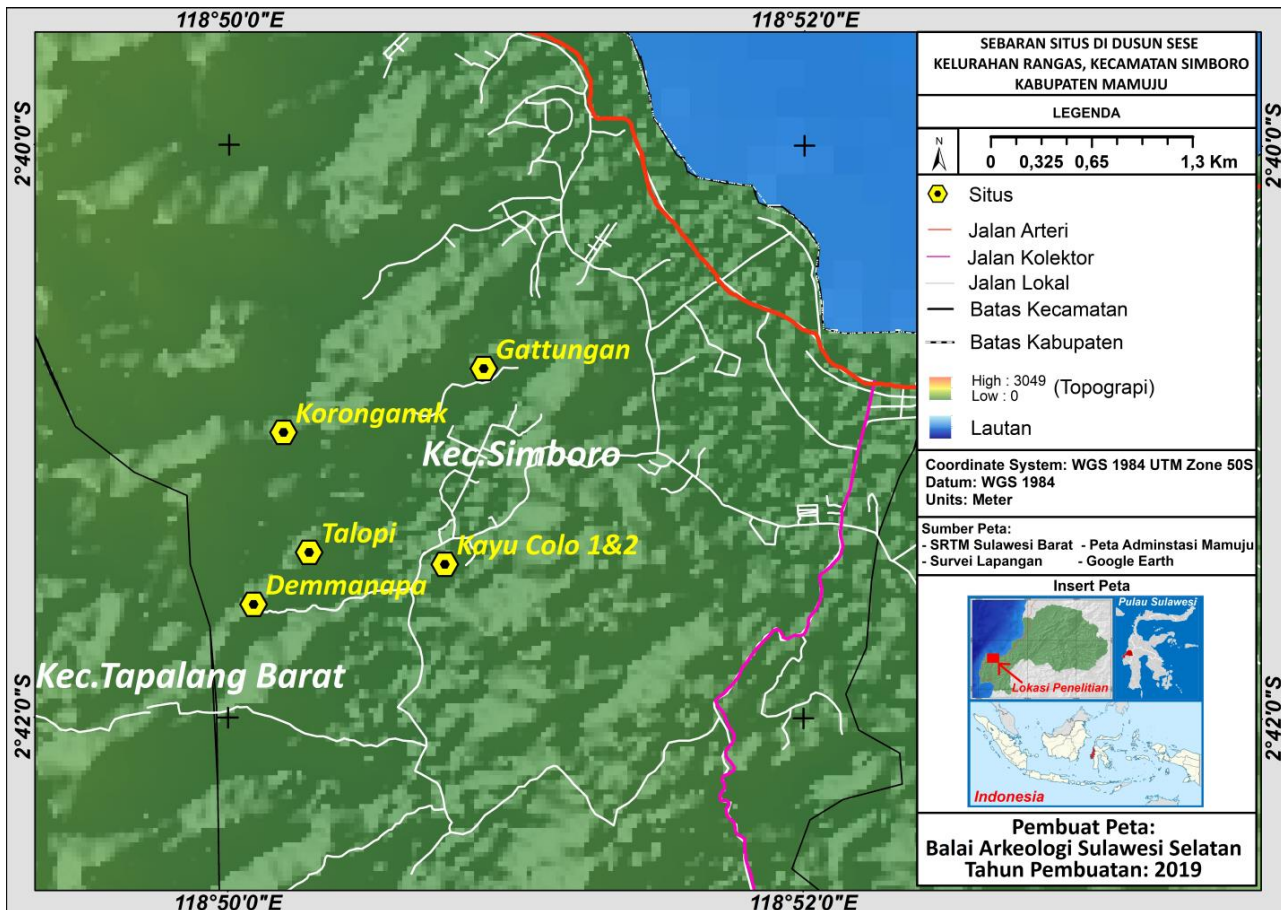 118°50'0"E
118°52'0"E
2°40'0"S
2°40'0"S
Gattungan
Koronganak
Kec.Simboro
Talopi
Kayu Colo 1&2
Demmanapa
Kec.Tapalang Barat
2°42'0"S
2°42'0"S
118°50'0"E
118°52'0"E
SEBARAN SITUS DI DUSUN SESE
KELURAHAN RANGAS, KECAMATAN SIMBORO
KABUPATEN MAMUJU
LEGENDA
N
0 0,325 0,65 1,3 Km
Situs
Jalan Arteri
Jalan Kolektor
Jalan Lokal
Batas Kecamatan
Batas Kabupaten
High : 3049
Low : 0
(Topograpi)
Lautan
Coordinate System: WGS 1984 UTM Zone 50S
Datum: WGS 1984
Units: Meter
Sumber Peta:
- SRTM Sulawesi Barat - Peta Adminstasi Mamuju
- Survei Lapangan - Google Earth
Insert Peta
Pulau Sulawesi
Lokasi Penelitian
Indonesia
Pembuat Peta:
Balai Arkeologi Sulawesi Selatan
Tahun Pembuatan: 2019